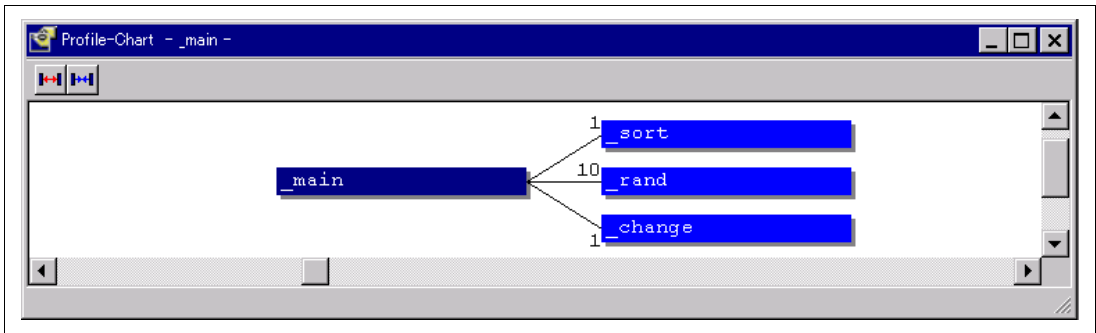 Profile-Chart - _main -
1
_sort
_main
10
_rand
_change
1